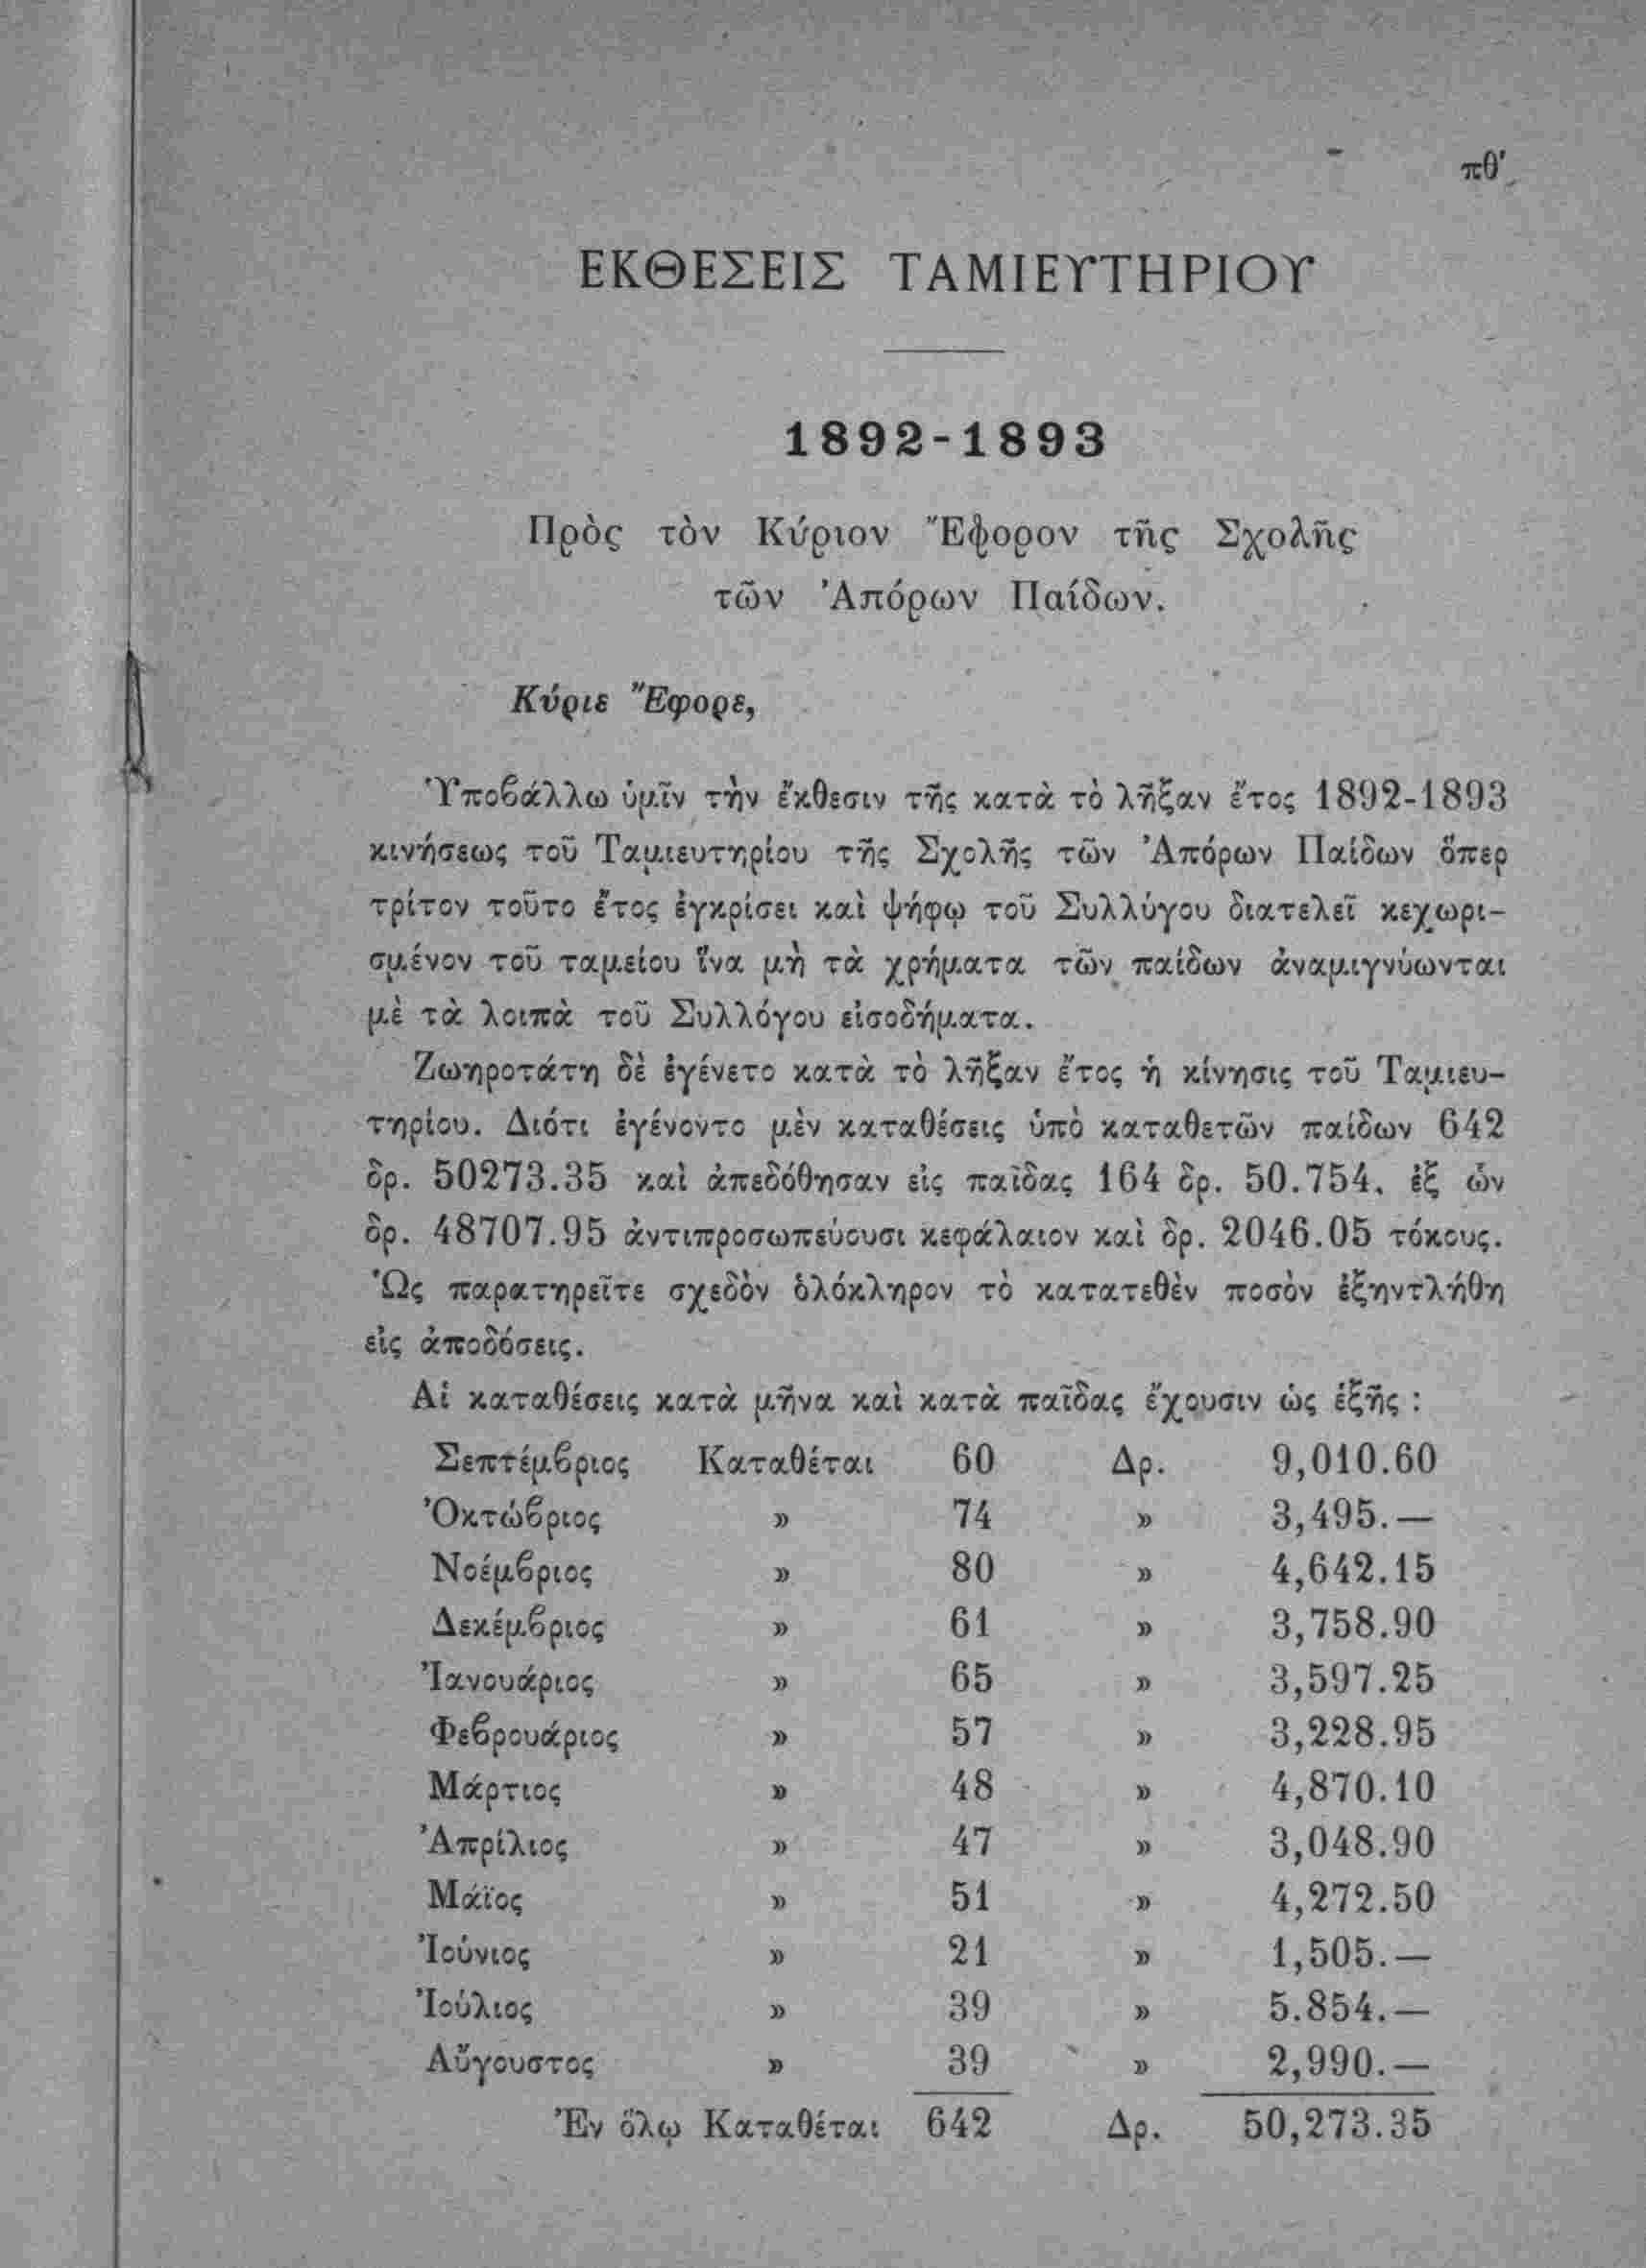 πθ'
ΕΚΘΕΣΕΙΣ ΤΑΜΙΕΥΤΗΡΙΟΥ
1892-1893
Πρὸς τὸν Κύριον Ἔφορον τῆς Σχολῆς
τῶν Ἀπόρων Παίδων.
Κύριε Ἔφορε,
Ὑποβάλλω ὑμῖν τὴν ἔκθεσιν τῆς κατὰ τὸ λῆξαν ἔτος 1892-1893
κινήσεως τοῦ Ταμιευτηρίου τῆς Σχολῆς τῶν Ἀπόρων Παίδων ὅπερ
τρίτον τοῦτο ἔτος ἐγκρίσει καὶ ψήφῳ τοῦ Συλλύγου διατελεῖ κεχωρι-
σμένον τοῦ ταμείου ἵνα μὴ τὰ χρήματα τῶν παίδων ἀναμιγνύωνται
μὲ τὰ λοιπὰ τοῦ Συλλόγου εἰσοδήματα.
Ζωηροτάτη δὲ ἐγένετο κατὰ τὸ λῆξαν ἔτος ἡ κίνησις τοῦ Ταμιευ-
τηρίου. Διότι ἐγένοντο μὲν καταθέσεις ὑπὸ καταθετῶν παίδων 642
δρ. 50273.35 καὶ ἀπεδόθησαν εἰς παῖδας 164 δρ. 50.754. ἐξ ὧν
δρ. 48707.95 ἀντιπροσωπεύουσι κεφάλαιον καὶ δρ. 2046.05 τόκους.
Ὡς παρατηρεῖτε σχεδὸν ὁλόκληρον τὸ κατατεθὲν ποσὸν ἐξηντλήθη
εἰς ἀποδόσεις.
Αἱ καταθέσεις κατὰ μῆνα καὶ κατὰ παῖδας ἔχουσιν ὡς ἑξῆς :
Σεπτέμβριος Καταθέται 60 Δρ. 9,010.60
Ὀκτώβριος » 74 » 3,495.—
Νοέμβριος » 80 » 4,642.15
Δεκέμβριος » 61 » 3,758.90
Ἰανουάριος » 65 » 3,597.25
Φεβρουάριος » 57 » 3,228.95
Μάρτιος » 48 » 4,870.10
Ἀπρίλιος » 47 » 3,048.90
Μάϊος » 51 » 4,272.50
Ἰούνιος » 21 » 1,505.—
Ἰούλιος » 39 » 5.854.—
Αὔγουστος » 39 » 2,990.—
Ἐν ὅλῳ Καταθέται 642 Δρ. 50,273.35